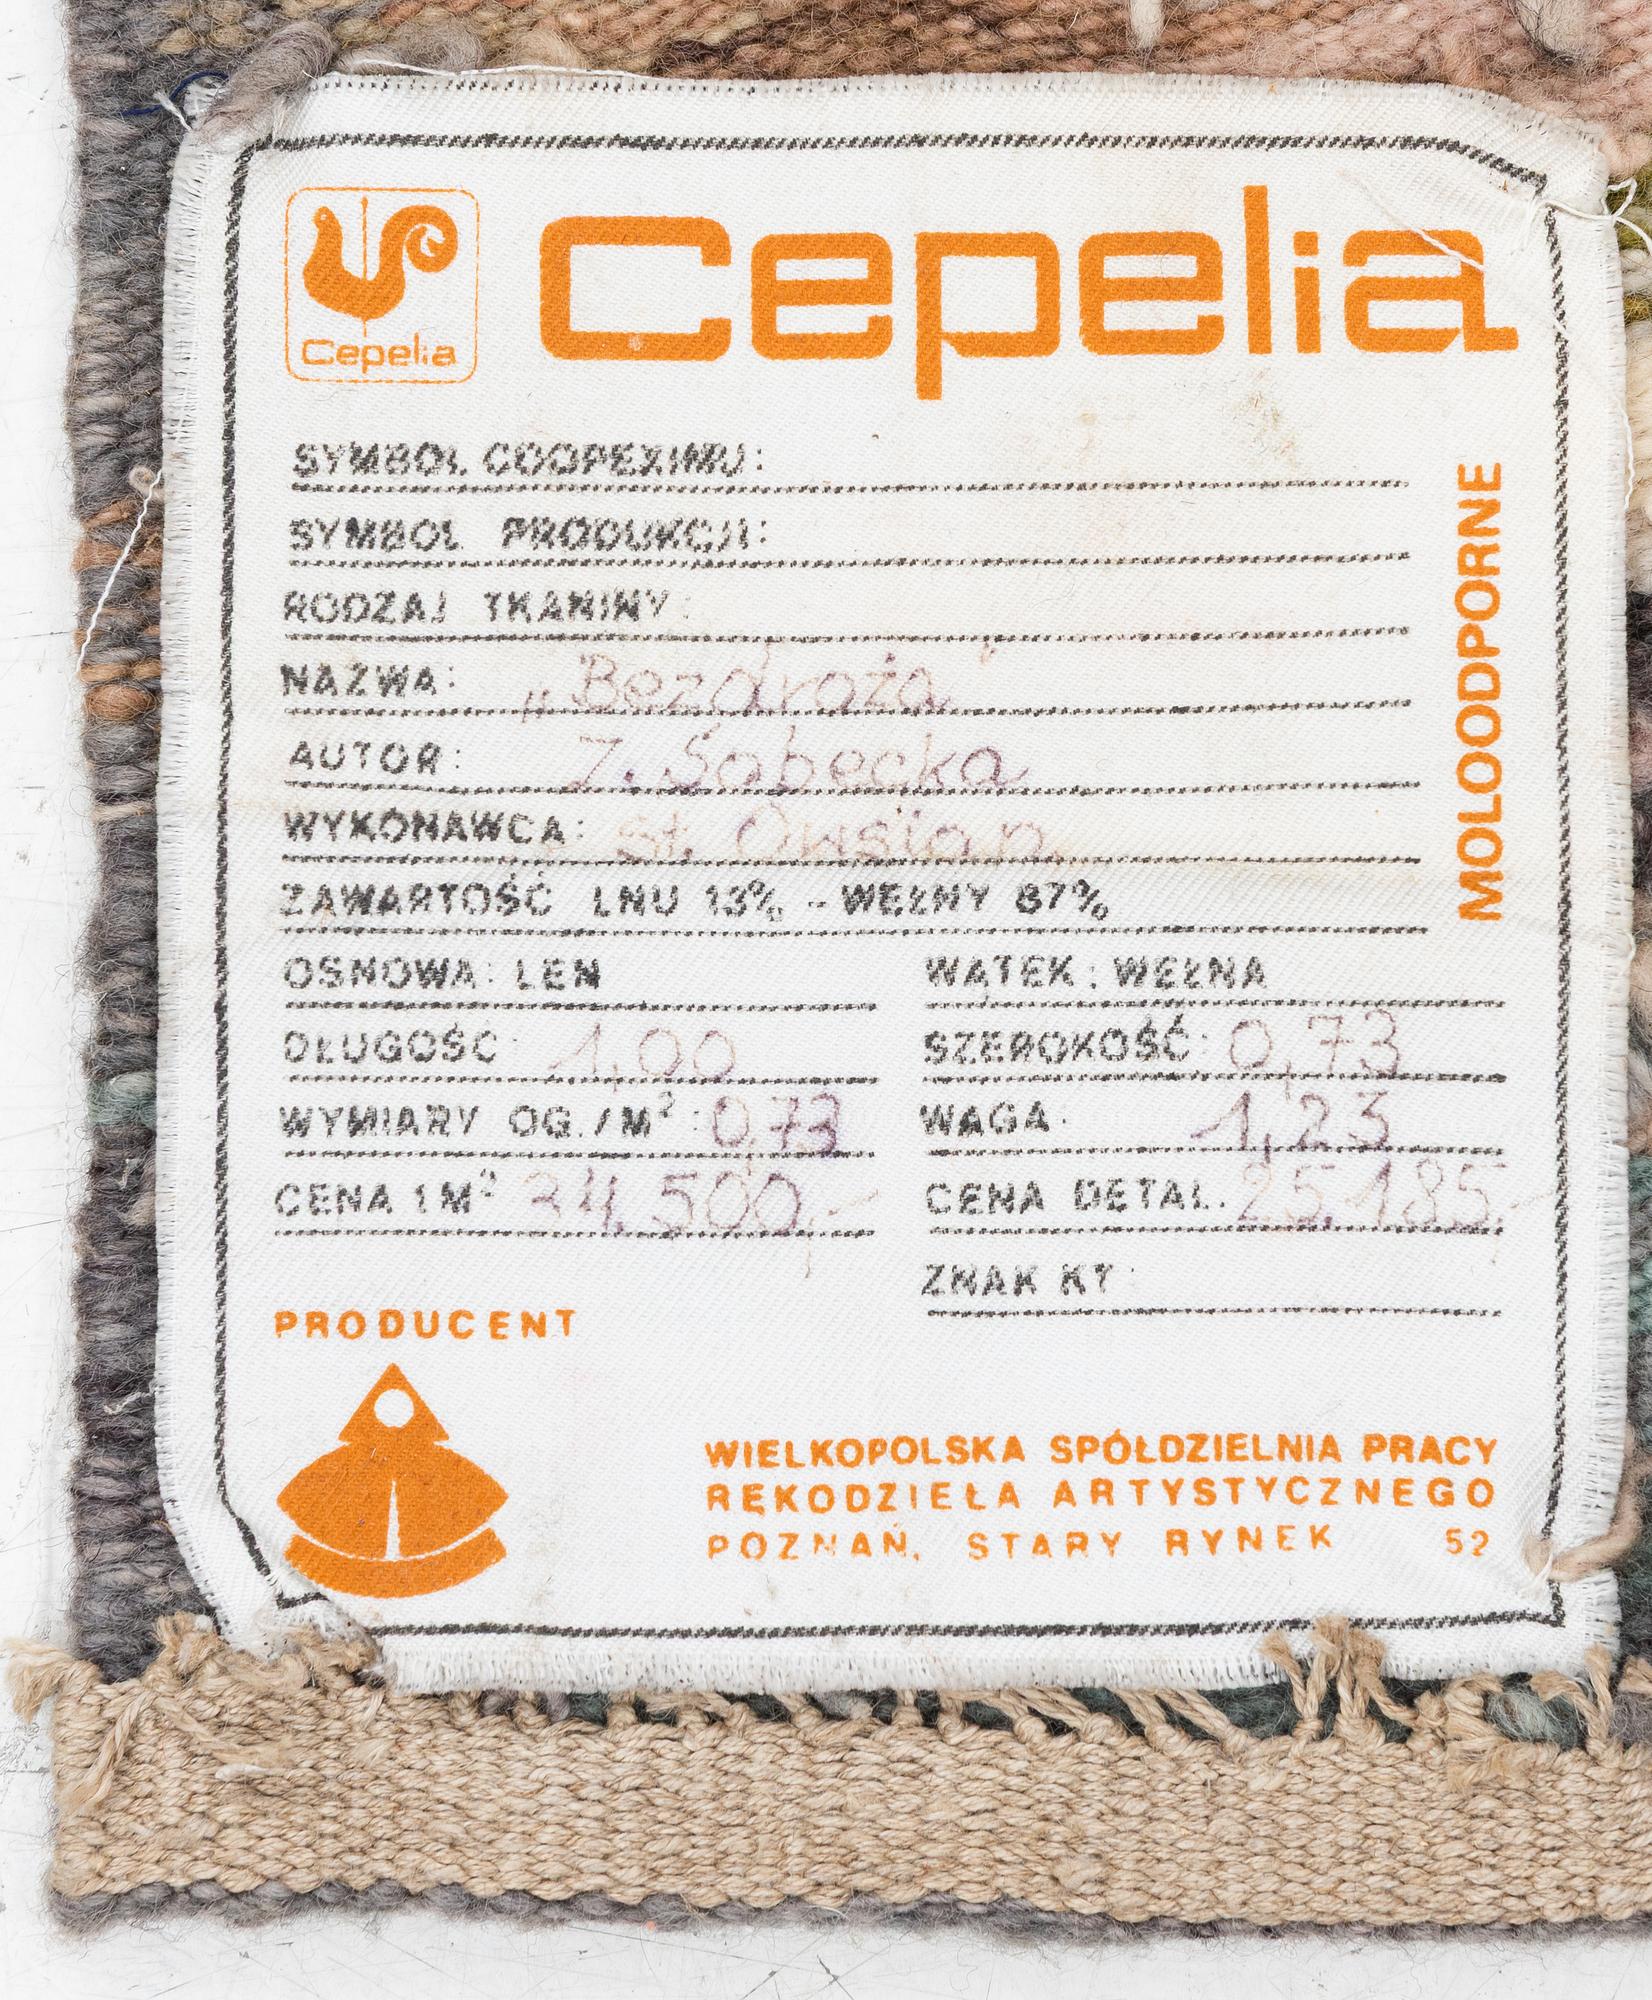 Cepelia
Cepelia
SYMBOL COOPEXIMU:
SYMBOL PRODUKCJI:
RODZAJ TKANINY:
NAZWA: „Bezdroża"
AUTOR: Z. Sobecka
WYKONAWCA: St. Owsian
ZAWARTOŚĆ LNU 13% - WEŁNY 87%
OSNOWA: LEN WĄTEK: WEŁNA
DŁUGOŚĆ: 1,00 SZEROKOŚĆ: 0,73
WYMIARY OG./M²: 0,73 WAGA: 1,23
CENA 1M² 34.500,- CENA DETAL. 25.185,-
ZNAK KT:
MOLOODPORNE
PRODUCENT
WIELKOPOLSKA SPÓŁDZIELNIA PRACY
RĘKODZIEŁA ARTYSTYCZNEGO
POZNAŃ, STARY RYNEK 52